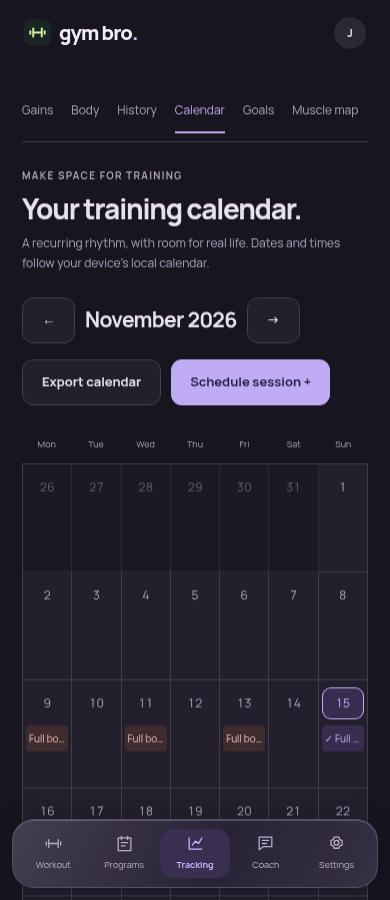 gym bro.
J
Gains Body History Calendar Goals Muscle map
MAKE SPACE FOR TRAINING
Your training calendar.
A recurring rhythm, with room for real life. Dates and times
follow your device's local calendar.
← November 2026 →
Export calendar Schedule session +
Mon Tue Wed Thu Fri Sat Sun
26 27 28 29 30 31 1
2 3 4 5 6 7 8
9 10 11 12 13 14 15
Full bo... Full bo... Full bo... ✓ Full ...
16 17 18 19 20 21 22
Workout Programs Tracking Coach Settings